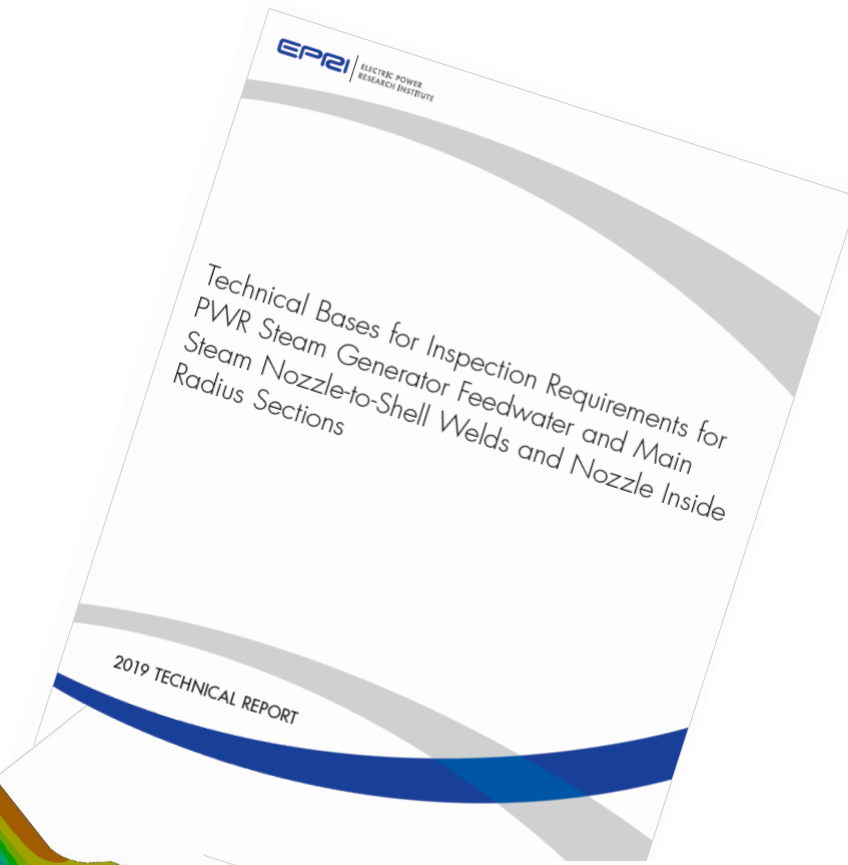 EPRI
ELECTRIC POWER
RESEARCH INSTITUTE
Technical Bases for Inspection Requirements for
PWR Steam Generator Feedwater and Main
Steam Nozzle-to-Shell Welds and Nozzle Inside
Radius Sections
2019 TECHNICAL REPORT